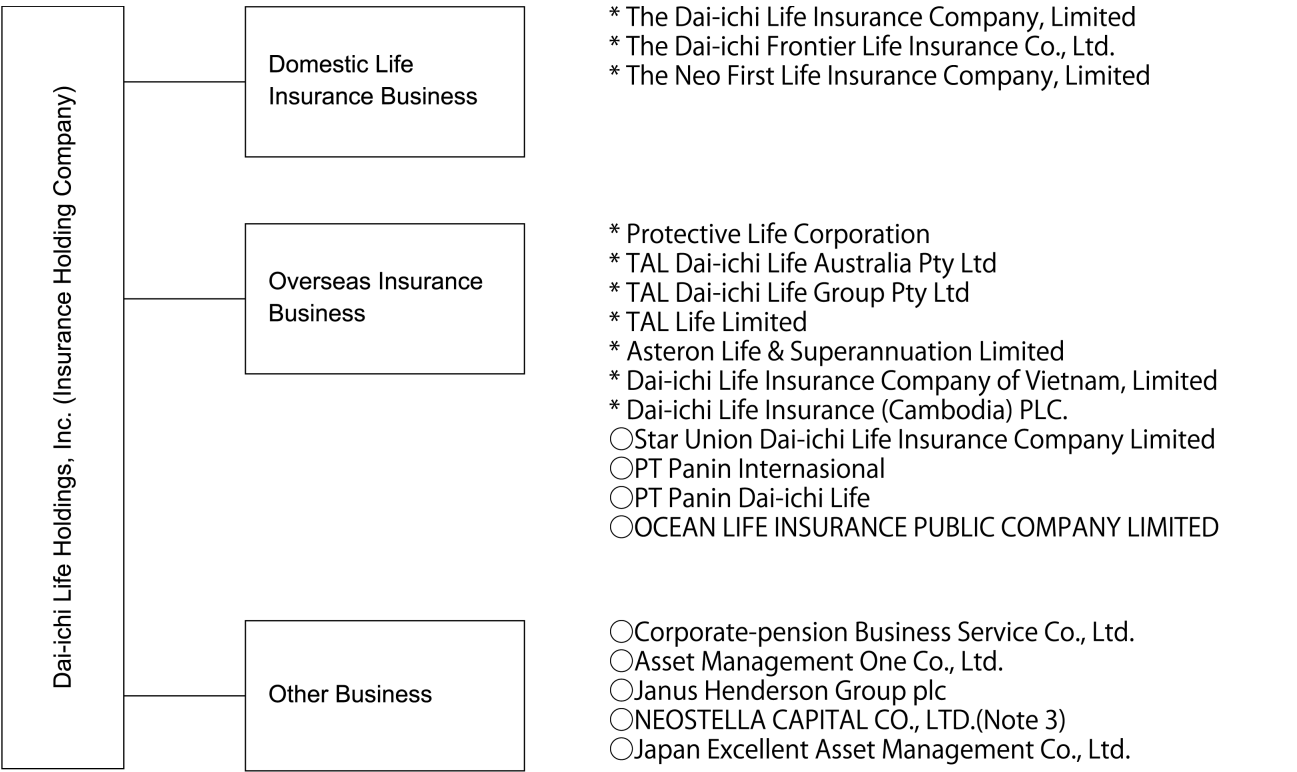 Dai-ichi Life Holdings, Inc. (Insurance Holding Company)
Domestic Life
Insurance Business
* The Dai-ichi Life Insurance Company, Limited
* The Dai-ichi Frontier Life Insurance Co., Ltd.
* The Neo First Life Insurance Company, Limited
Overseas Insurance
Business
* Protective Life Corporation
* TAL Dai-ichi Life Australia Pty Ltd
* TAL Dai-ichi Life Group Pty Ltd
* TAL Life Limited
* Asteron Life & Superannuation Limited
* Dai-ichi Life Insurance Company of Vietnam, Limited
* Dai-ichi Life Insurance (Cambodia) PLC.
○Star Union Dai-ichi Life Insurance Company Limited
○PT Panin Internasional
○PT Panin Dai-ichi Life
○OCEAN LIFE INSURANCE PUBLIC COMPANY LIMITED
Other Business
○Corporate-pension Business Service Co., Ltd.
○Asset Management One Co., Ltd.
○Janus Henderson Group plc
○NEOSTELLA CAPITAL CO., LTD.(Note 3)
○Japan Excellent Asset Management Co., Ltd.